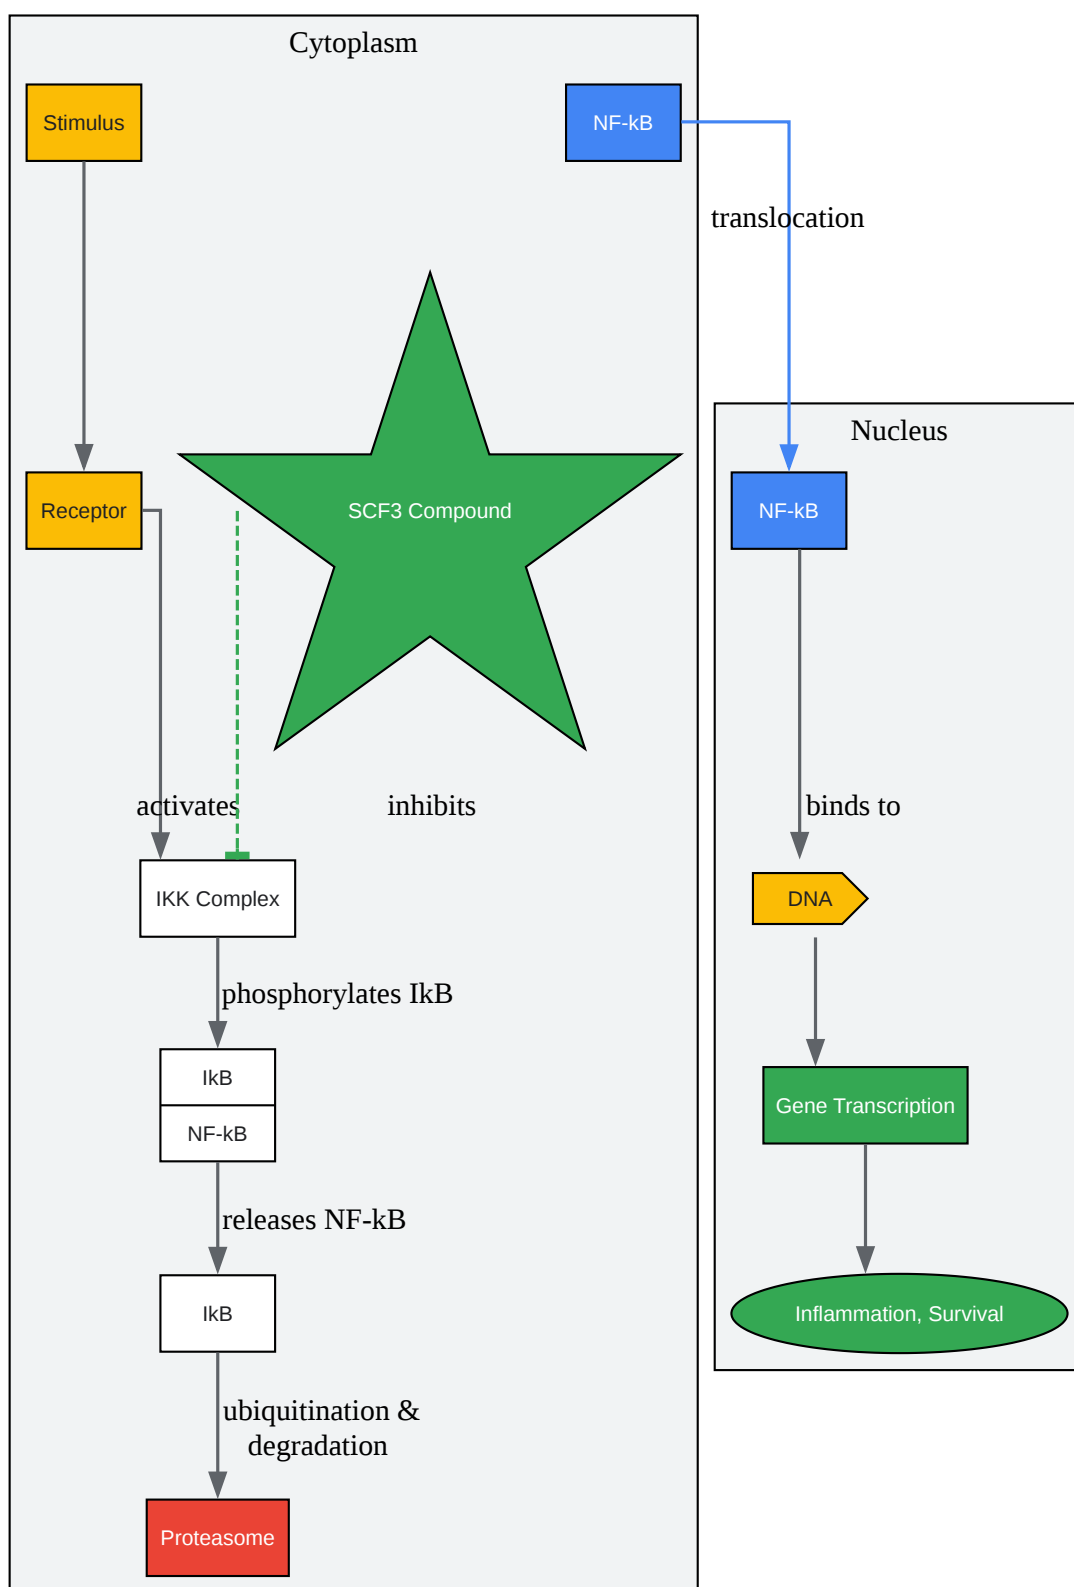 Cytoplasm
Stimulus
NF-kB
translocation
Nucleus
Receptor
SCF3 Compound
NF-kB
activates
inhibits
binds to
IKK Complex
DNA
phosphorylates IkB
IkB
NF-kB
Gene Transcription
releases NF-kB
IkB
Inflammation, Survival
ubiquitination &
degradation
Proteasome